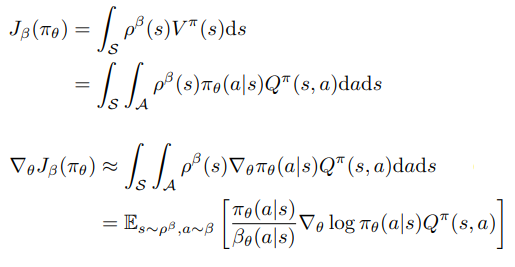 J_β(π_θ) = ∫_𝒮 ρ^β(s)V^π(s)ds
= ∫_𝒮 ∫_𝒜 ρ^β(s)π_θ(a|s)Q^π(s, a)dads
∇_θJ_β(π_θ) ≈ ∫_𝒮 ∫_𝒜 ρ^β(s)∇_θπ_θ(a|s)Q^π(s, a)dads
= 𝔼_{s∼ρ^β,a∼β} [ \frac{π_θ(a|s)}{β_θ(a|s)} ∇_θ log π_θ(a|s)Q^π(s, a) ]